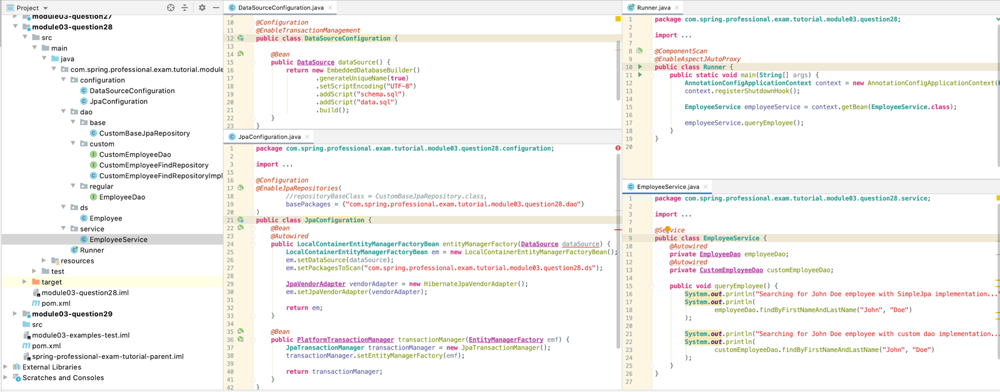 Project
module03-question27
module03-question28
src
main
java
com.spring.professional.exam.tutorial.module
configuration
DataSourceConfiguration
JpaConfiguration
dao
base
CustomBaseJpaRepository
custom
CustomEmployeeDao
CustomEmployeeFindRepository
CustomEmployeeFindRepositoryImpl
regular
EmployeeDao
ds
Employee
service
EmployeeService
Runner
resources
test
target
module03-question28.iml
pom.xml
module03-question29
src
module03-examples-test.iml
pom.xml
spring-professional-exam-tutorial-parent.iml
External Libraries
Scratches and Consoles
DataSourceConfiguration.java
10 @Configuration
11 @EnableTransactionManagement
12 public class DataSourceConfiguration {
13
14 @Bean
15 public DataSource dataSource() {
16 return new EmbeddedDatabaseBuilder()
17 .generateUniqueName(true)
18 .setScriptEncoding("UTF-8")
19 .addScript("schema.sql")
20 .addScript("data.sql")
21 .build();
22 }
23 }
JpaConfiguration.java
1 package com.spring.professional.exam.tutorial.module03.question28.configuration;
2
3 import ...
15
16 @Configuration
17 @EnableJpaRepositories(
18 //repositoryBaseClass = CustomBaseJpaRepository.class,
19 basePackages = {"com.spring.professional.exam.tutorial.module03.question28.dao"}
20 )
21 public class JpaConfiguration {
22 @Bean
23 @Autowired
24 public LocalContainerEntityManagerFactoryBean entityManagerFactory(DataSource dataSource) {
25 LocalContainerEntityManagerFactoryBean em = new LocalContainerEntityManagerFactoryBean();
26 em.setDataSource(dataSource);
27 em.setPackagesToScan("com.spring.professional.exam.tutorial.module03.question28.ds");
28
29 JpaVendorAdapter vendorAdapter = new HibernateJpaVendorAdapter();
30 em.setJpaVendorAdapter(vendorAdapter);
31
32 return em;
33 }
34
35 @Bean
36 public PlatformTransactionManager transactionManager(EntityManagerFactory emf) {
37 JpaTransactionManager transactionManager = new JpaTransactionManager();
38 transactionManager.setEntityManagerFactory(emf);
39
40 return transactionManager;
41 }
42 }
Runner.java
1 package com.spring.professional.exam.tutorial.module03.question28;
2
3 import ...
7
8 @ComponentScan
9 @EnableAspectJAutoProxy
10 public class Runner {
11 public static void main(String[] args) {
12 AnnotationConfigApplicationContext context = new AnnotationConfigApplicationContext(
13 context.registerShutdownHook();
14
15 EmployeeService employeeService = context.getBean(EmployeeService.class);
16
17 employeeService.queryEmployee();
18 }
19 }
20
EmployeeService.java
1 package com.spring.professional.exam.tutorial.module03.question28.service;
2
3 import ...
7
8 @Service
9 public class EmployeeService {
10 @Autowired
11 private EmployeeDao employeeDao;
12 @Autowired
13 private CustomEmployeeDao customEmployeeDao;
14
15 public void queryEmployee() {
16 System.out.println("Searching for John Doe employee with SimpleJpa implementation..."
17 System.out.println(
18 employeeDao.findByFirstNameAndLastName("John", "Doe")
19 );
20
21 System.out.println("Searching for John Doe employee with custom dao implementation...
22 System.out.println(
23 customEmployeeDao.findByFirstNameAndLastName("John", "Doe")
24 );
25 }
26 }
27